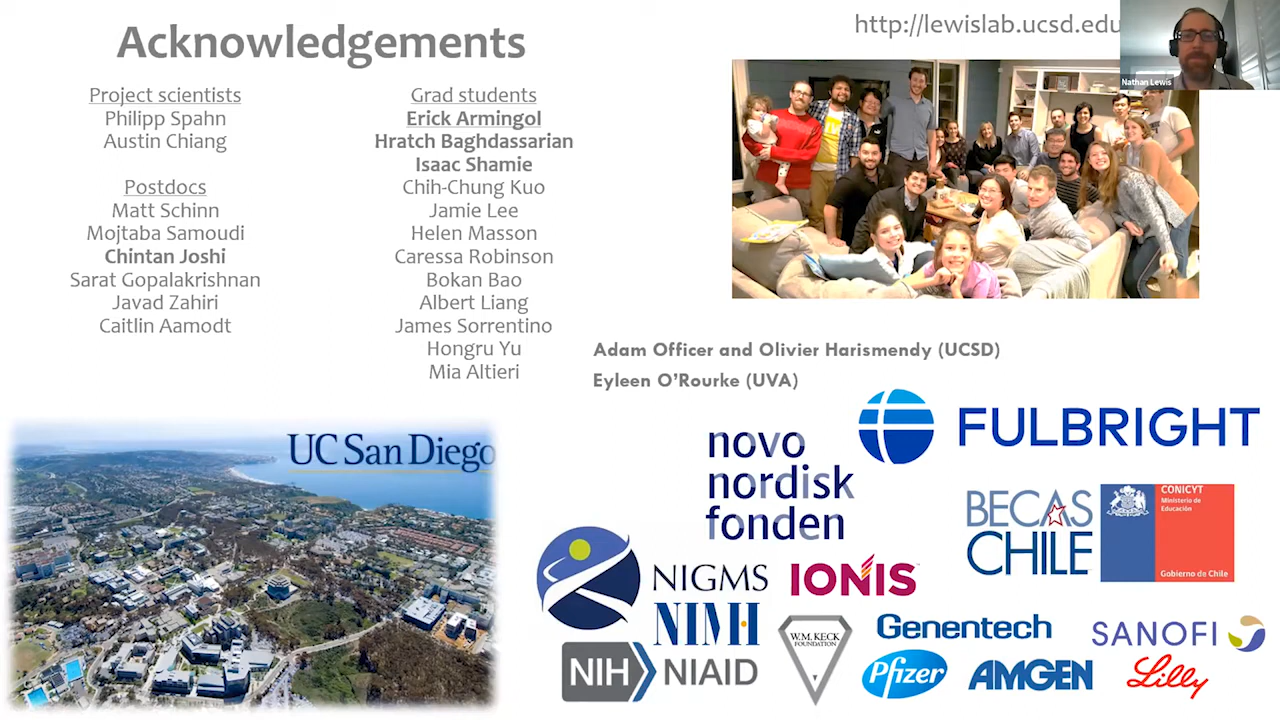 Acknowledgements
http://lewislab.ucsd.edu
Nathan Lewis
Project scientists
Philipp Spahn
Austin Chiang
Postdocs
Matt Schinn
Mojtaba Samoudi
Chintan Joshi
Sarat Gopalakrishnan
Javad Zahiri
Caitlin Aamodt
Grad students
Erick Armingol
Hratch Baghdassarian
Isaac Shamie
Chih-Chung Kuo
Jamie Lee
Helen Masson
Caressa Robinson
Bokan Bao
Albert Liang
James Sorrentino
Hongru Yu
Mia Altieri
Adam Officer and Olivier Harismendy (UCSD)
Eyleen O’Rourke (UVA)
UC San Diego
novo
nordisk
fonden
FULBRIGHT
BECAS
CHILE
CONICYT
Ministerio de
Educación
Gobierno de Chile
NIGMS
IONIS
NIMH
NIH NIAID
W.M. KECK
FOUNDATION
Genentech
SANOFI
Pfizer
AMGEN
Lilly